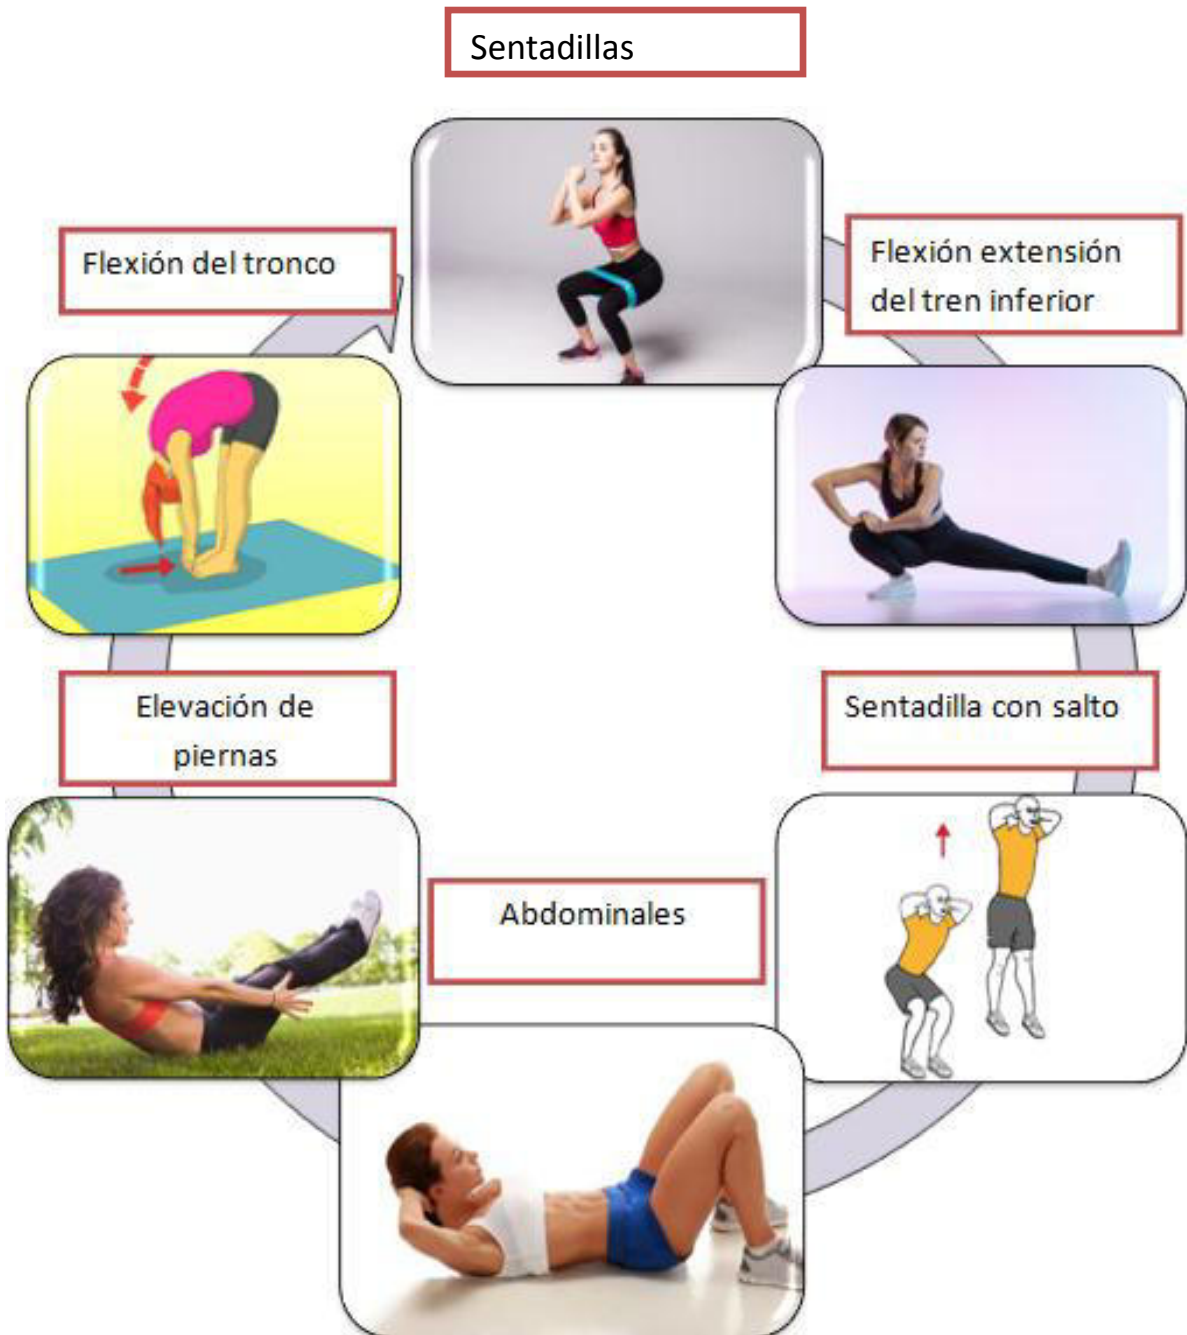 Sentadillas
Flexión del tronco
Flexión extensión
del tren inferior
Elevación de
piernas
Sentadilla con salto
Abdominales